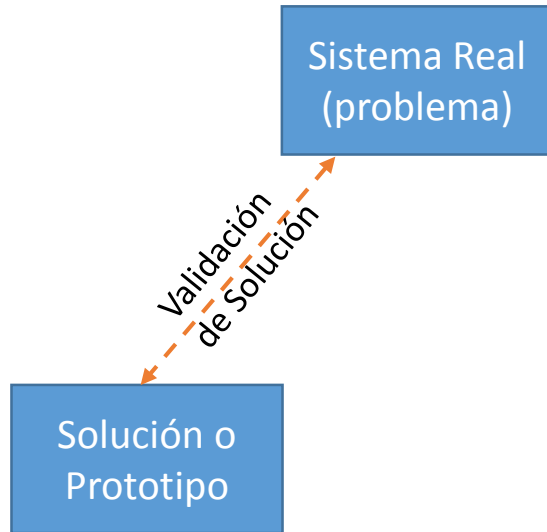 Sistema Real
(problema)
Validación
de Solución
Solución o
Prototipo